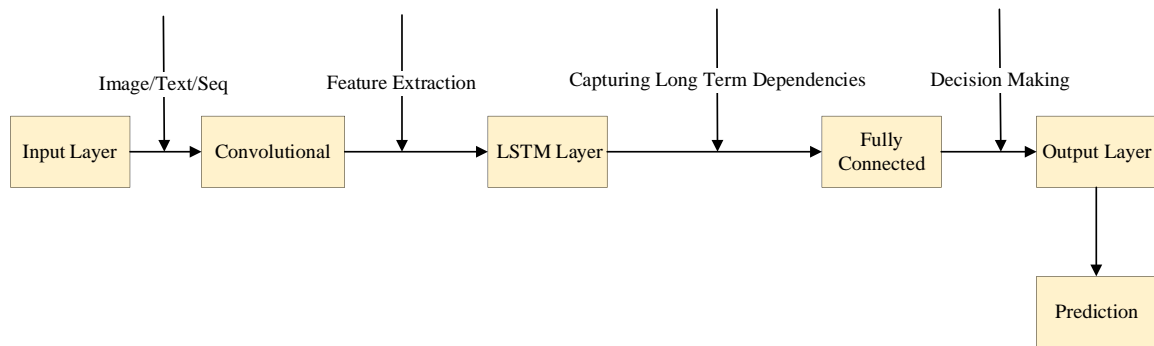 Image/Text/Seq
Feature Extraction
Capturing Long Term Dependencies
Decision Making
Input Layer
Convolutional
LSTM Layer
Fully
Connected
Output Layer
Prediction